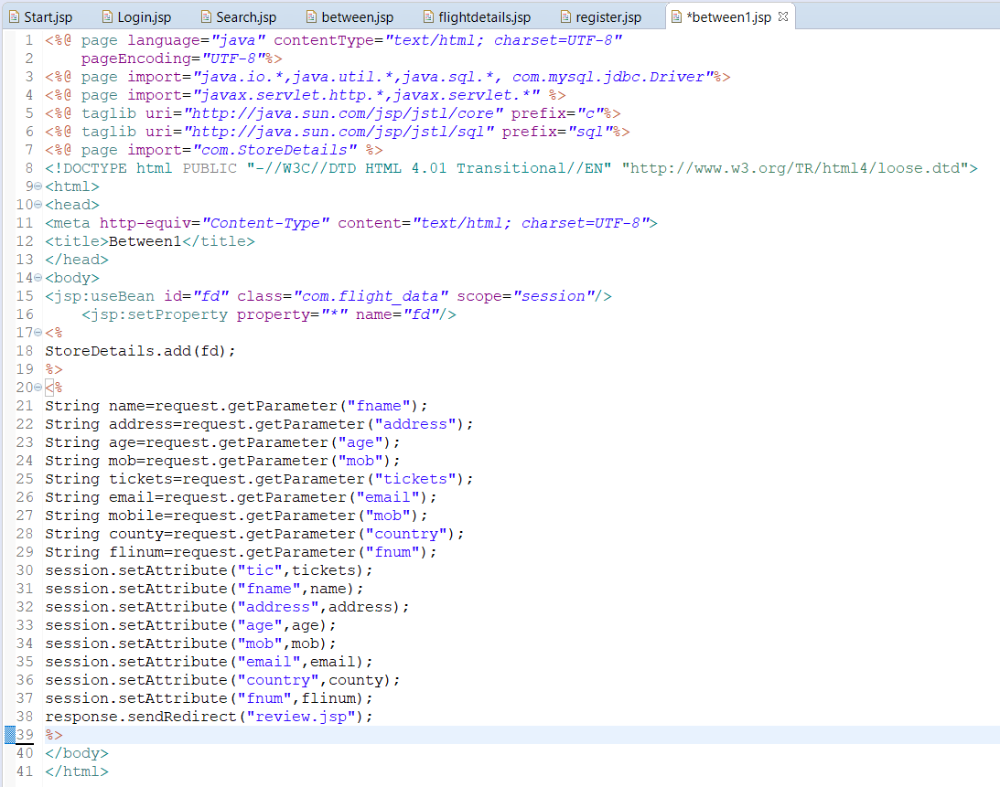 Start.jsp Login.jsp Search.jsp between.jsp flightdetails.jsp register.jsp *between1.jsp
1 <%@ page language="java" contentType="text/html; charset=UTF-8"
2     pageEncoding="UTF-8"%>
3 <%@ page import="java.io.*,java.util.*,java.sql.*, com.mysql.jdbc.Driver"%>
4 <%@ page import="javax.servlet.http.*,javax.servlet.*" %>
5 <%@ taglib uri="http://java.sun.com/jsp/jstl/core" prefix="c"%>
6 <%@ taglib uri="http://java.sun.com/jsp/jstl/sql" prefix="sql"%>
7 <%@ page import="com.StoreDetails" %>
8 <!DOCTYPE html PUBLIC "-//W3C//DTD HTML 4.01 Transitional//EN" "http://www.w3.org/TR/html4/loose.dtd">
9 <html>
10 <head>
11 <meta http-equiv="Content-Type" content="text/html; charset=UTF-8">
12 <title>Between1</title>
13 </head>
14 <body>
15 <jsp:useBean id="fd" class="com.flight_data" scope="session"/>
16     <jsp:setProperty property="*" name="fd"/>
17 <%
18 StoreDetails.add(fd);
19 %>
20 <%
21 String name=request.getParameter("fname");
22 String address=request.getParameter("address");
23 String age=request.getParameter("age");
24 String mob=request.getParameter("mob");
25 String tickets=request.getParameter("tickets");
26 String email=request.getParameter("email");
27 String mobile=request.getParameter("mob");
28 String county=request.getParameter("country");
29 String flinum=request.getParameter("fnum");
30 session.setAttribute("tic",tickets);
31 session.setAttribute("fname",name);
32 session.setAttribute("address",address);
33 session.setAttribute("age",age);
34 session.setAttribute("mob",mob);
35 session.setAttribute("email",email);
36 session.setAttribute("country",county);
37 session.setAttribute("fnum",flinum);
38 response.sendRedirect("review.jsp");
39 %>
40 </body>
41 </html>